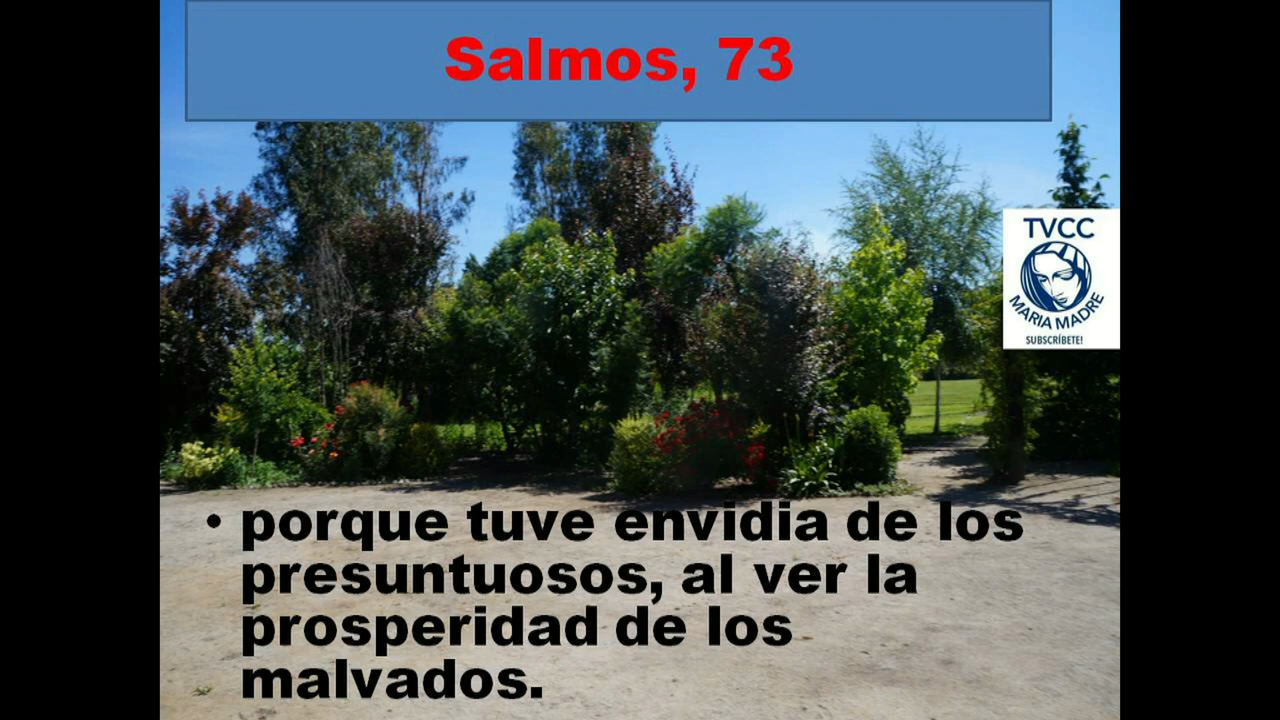 Salmos, 73
TVCC
MARIA MADRE
SUBSCRÍBETE!
• porque tuve envidia de los
presuntuosos, al ver la
prosperidad de los
malvados.